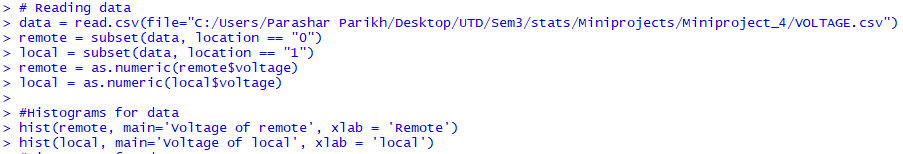 > # Reading data
> data = read.csv(file="C:/Users/Parashar Parikh/Desktop/UTD/Sem3/stats/Miniprojects/Miniproject_4/VOLTAGE.csv")
> remote = subset(data, location == "0")
> local = subset(data, location == "1")
> remote = as.numeric(remote$voltage)
> local = as.numeric(local$voltage)
>
> #Histograms for data
> hist(remote, main='Voltage of remote', xlab = 'Remote')
> hist(local, main='Voltage of local', xlab = 'local')